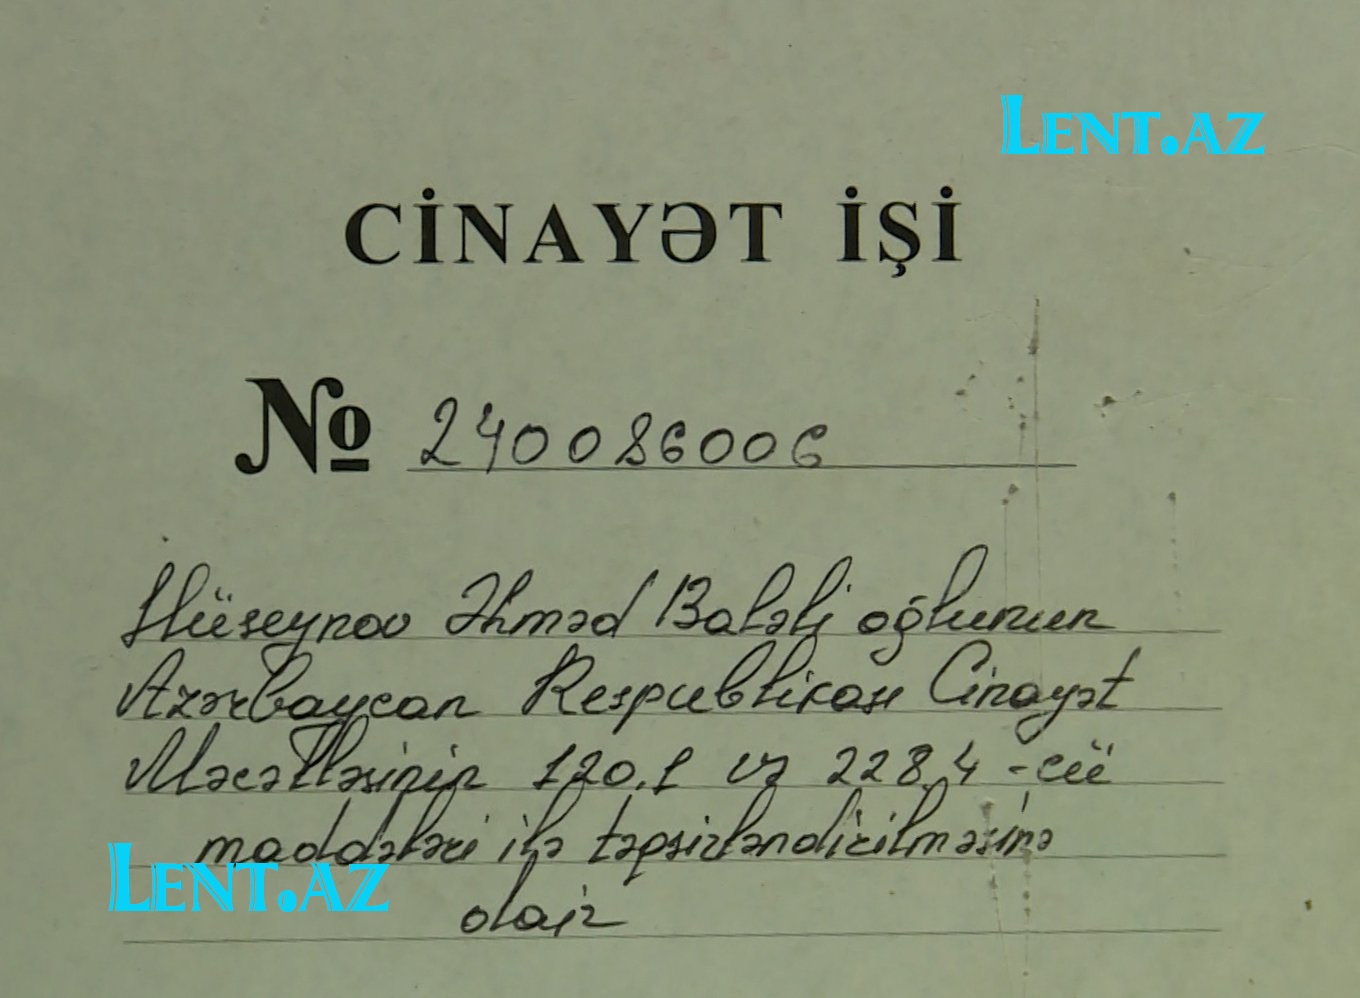 LENT.AZ
CİNAYƏT İŞİ
№ 240086006
Hüseynov Əhməd Balaəli oğlunun
Azərbaycan Respublikası Cinayət
Məcəlləsinin 120.1 və 228.4-cü
maddələri ilə təqsirləndirilməsinə
LENT.AZ
dair